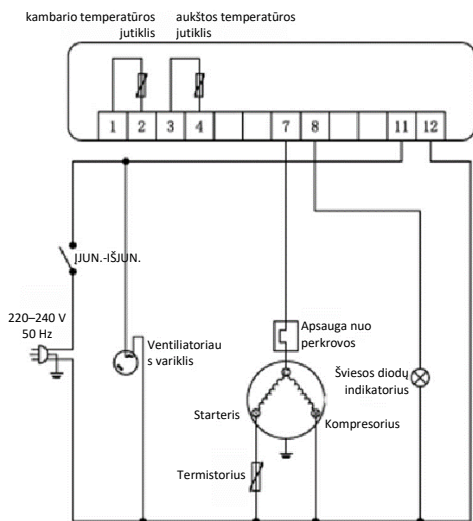 kambario temperatūros
jutiklis
aukštos temperatūros
jutiklis
1 2 3 4 7 8 11 12
ĮJUN.-IŠJUN.
220–240 V
50 Hz
Ventiliatoriau
s variklis
Apsauga nuo
perkrovos
Šviesos diodų
indikatorius
Starteris
Kompresorius
Termistorius